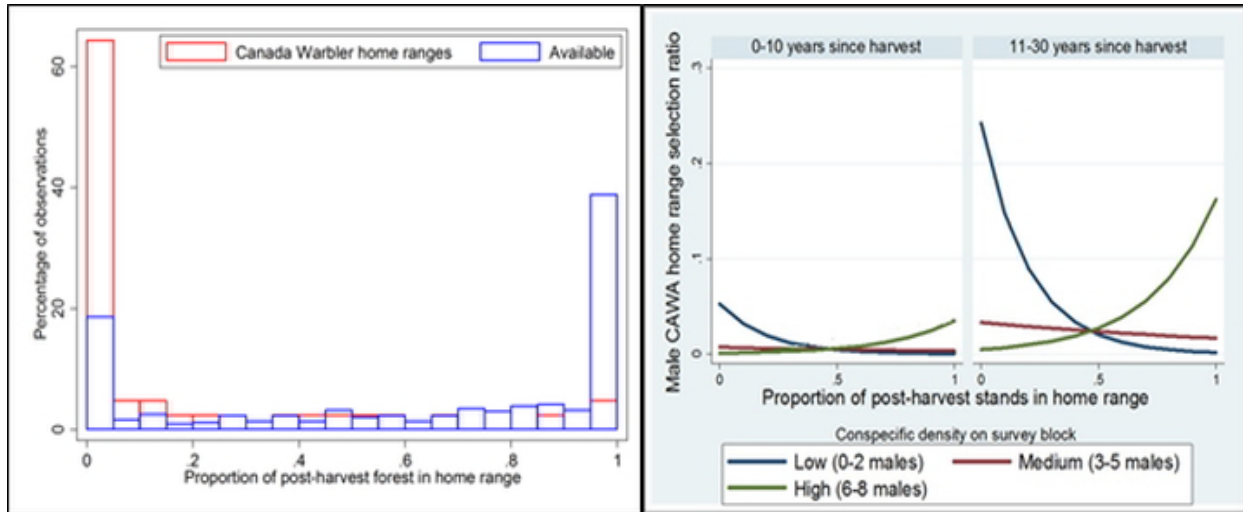 Canada Warbler home ranges
Available
Percentage of observations
60
40
20
0
0
.2
.4
.6
.8
1
Proportion of post-harvest forest in home range
0-10 years since harvest
11-30 years since harvest
Male CAWA home range selection ratio
.3
.2
.1
0
0
.5
1
0
.5
1
Proportion of post-harvest stands in home range
Conspecific density on survey block
Low (0-2 males)
Medium (3-5 males)
High (6-8 males)